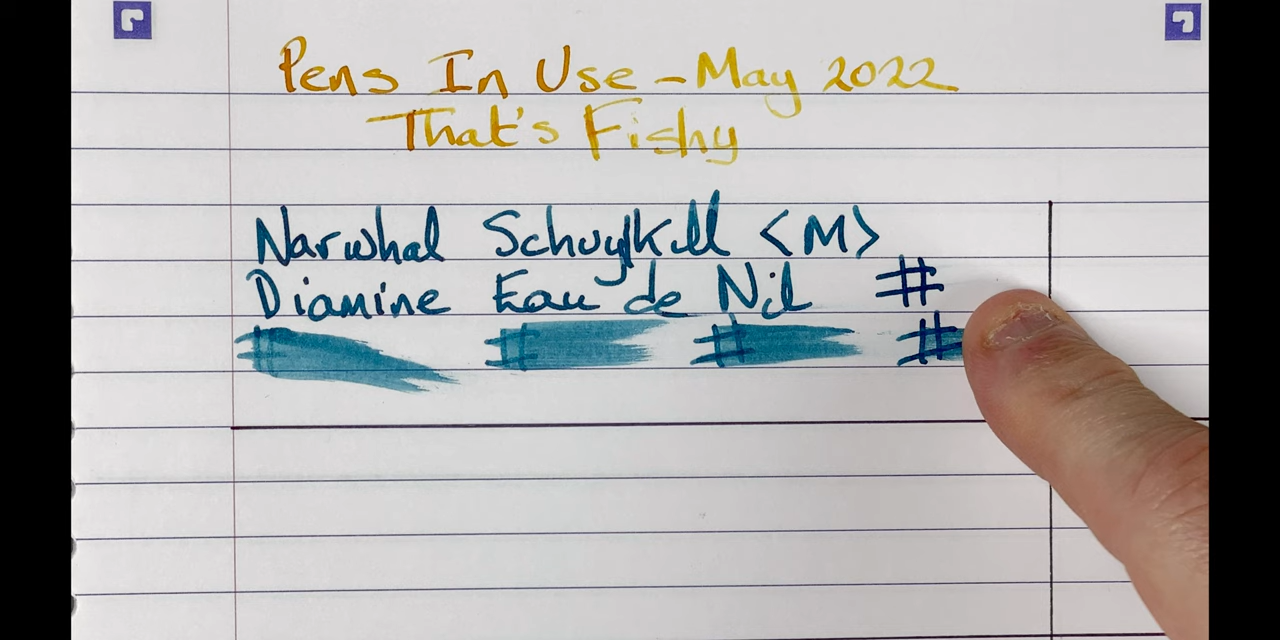 Pens In Use - May 2022
That's Fishy
Narwhal Schuylkill <M>
Diamine Eau de Nil #
# # # #